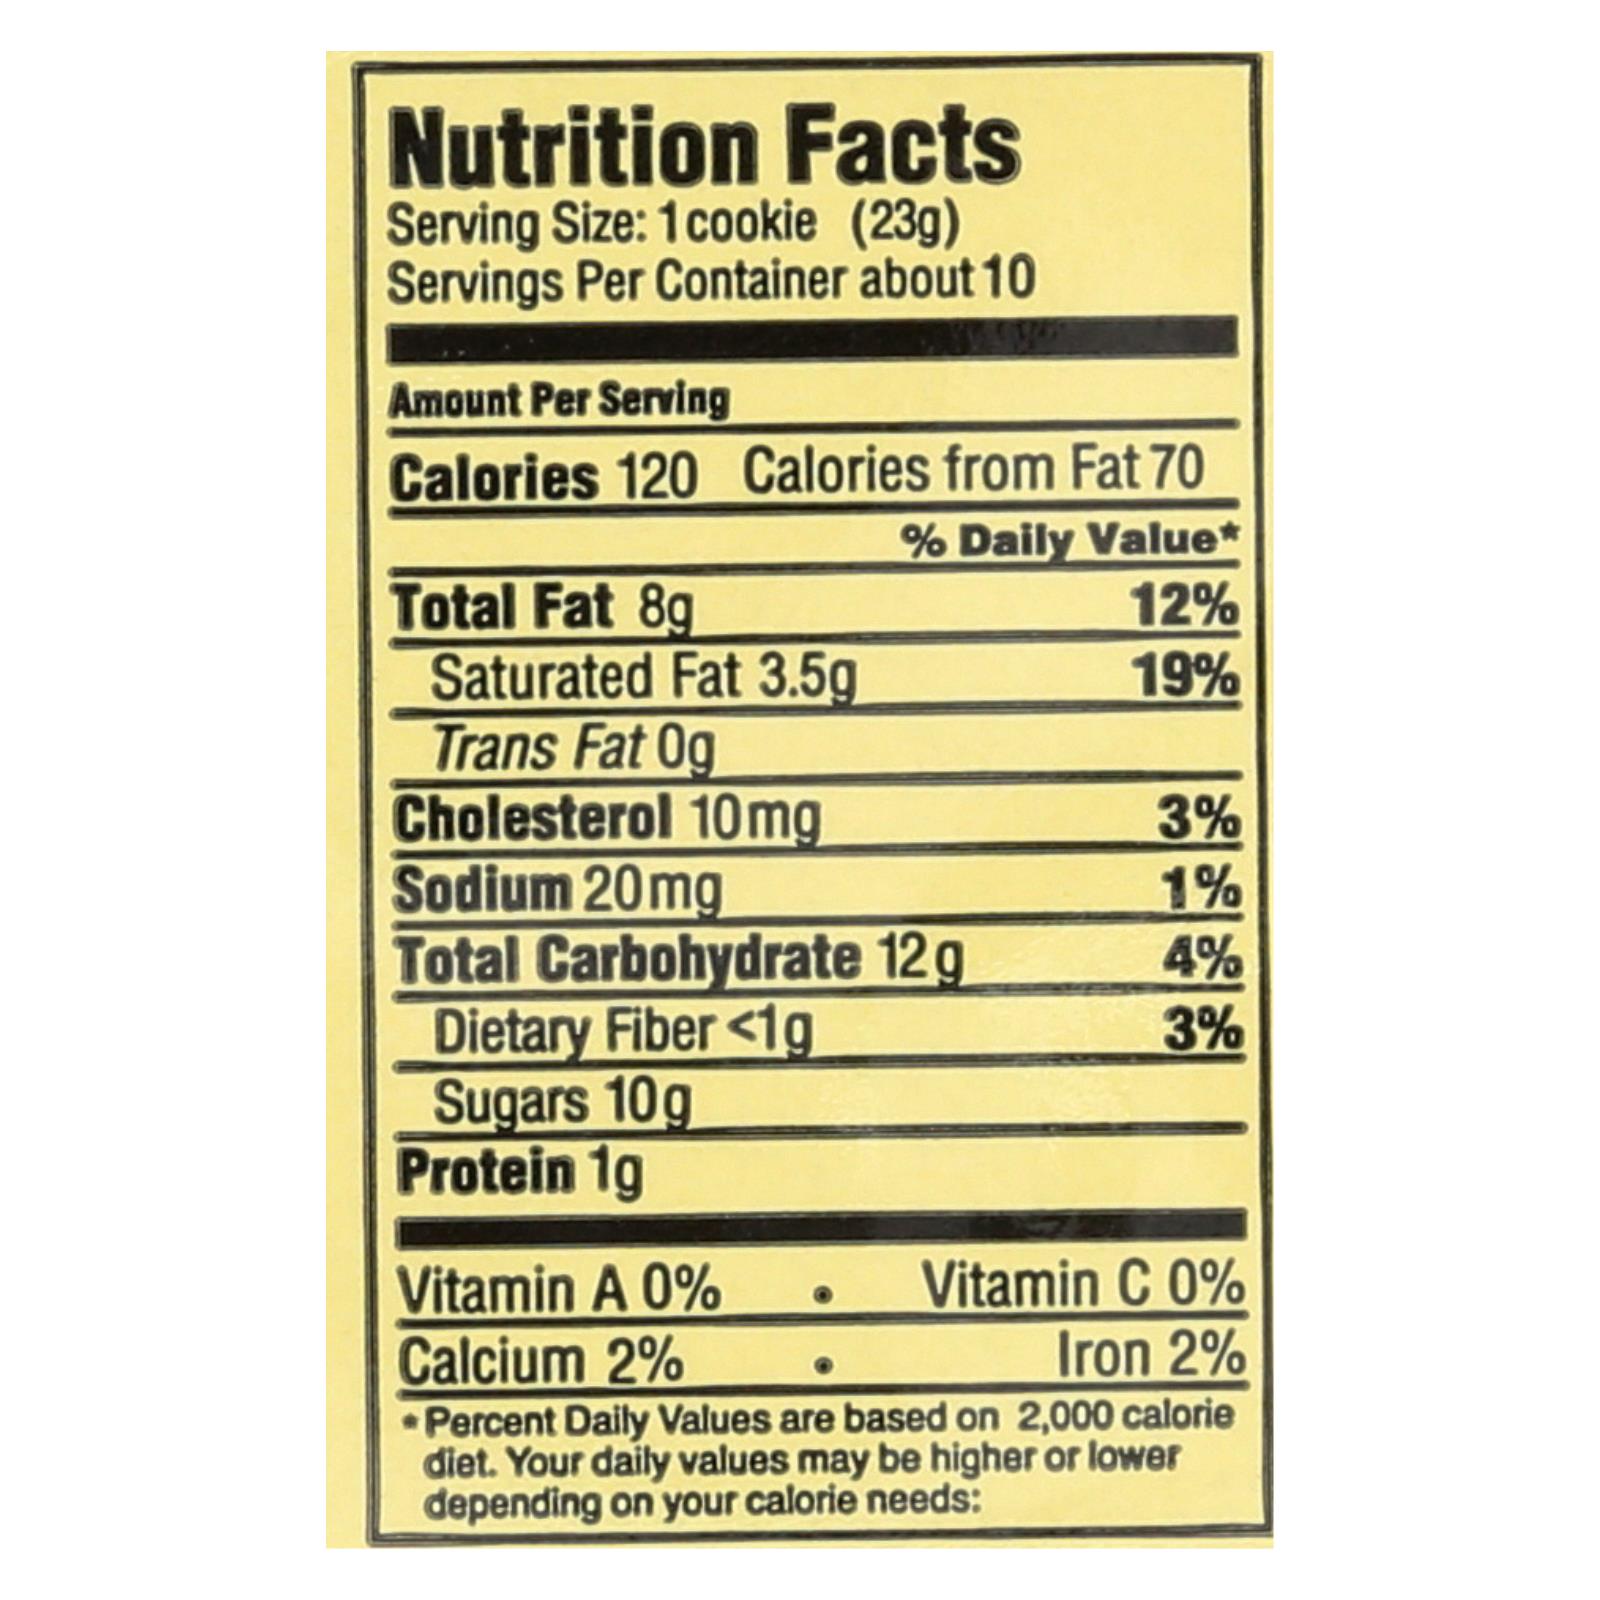 Nutrition Facts
Serving Size: 1 cookie (23g)
Servings Per Container about 10
Amount Per Serving
Calories 120 Calories from Fat 70
% Daily Value*
Total Fat 8g 12%
Saturated Fat 3.5g 19%
Trans Fat 0g
Cholesterol 10mg 3%
Sodium 20mg 1%
Total Carbohydrate 12g 4%
Dietary Fiber <1g 3%
Sugars 10g
Protein 1g
Vitamin A 0% • Vitamin C 0%
Calcium 2% • Iron 2%
* Percent Daily Values are based on 2,000 calorie
diet. Your daily values may be higher or lower
depending on your calorie needs: